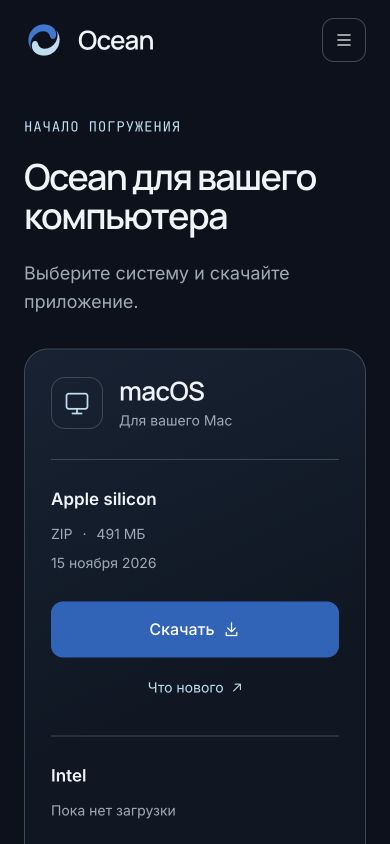 Ocean
НАЧАЛО ПОГРУЖЕНИЯ
Ocean для вашего
компьютера
Выберите систему и скачайте
приложение.
macOS
Для вашего Mac
Apple silicon
ZIP · 491 МБ
15 ноября 2026
Скачать
Что нового ↗
Intel
Пока нет загрузки